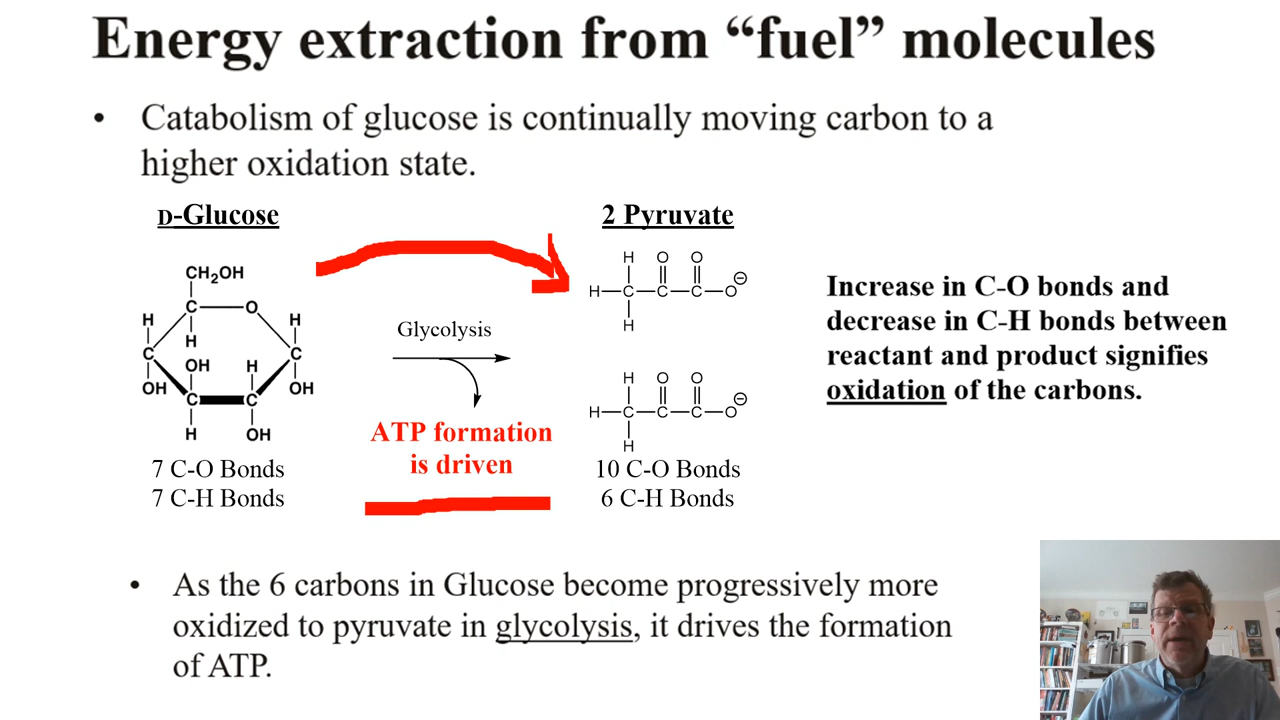 Energy extraction from “fuel” molecules
• Catabolism of glucose is continually moving carbon to a
higher oxidation state.
D-Glucose
CH2OH
C O
H H
H
C C
OH H
OH OH
C C
H OH
7 C-O Bonds
7 C-H Bonds
Glycolysis
ATP formation
is driven
2 Pyruvate
H O O
H–C–C–C–O⊖
H
H O O
H–C–C–C–O⊖
H
10 C-O Bonds
6 C-H Bonds
Increase in C-O bonds and
decrease in C-H bonds between
reactant and product signifies
oxidation of the carbons.
• As the 6 carbons in Glucose become progressively more
oxidized to pyruvate in glycolysis, it drives the formation
of ATP.